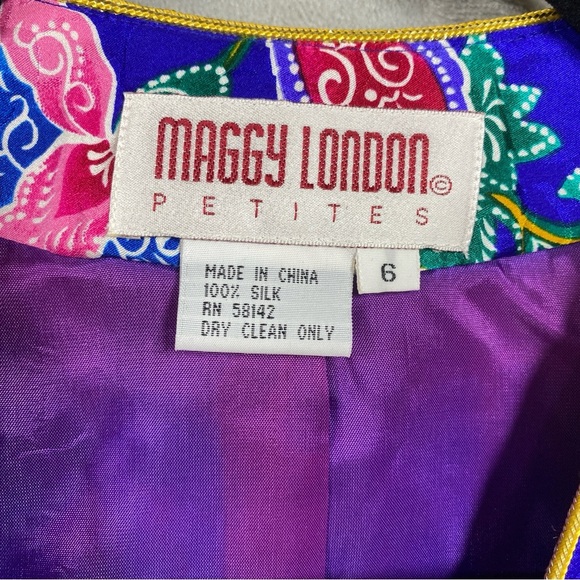 MAGGY LONDON©
PETITES
6
MADE IN CHINA
100% SILK
RN 58142
DRY CLEAN ONLY